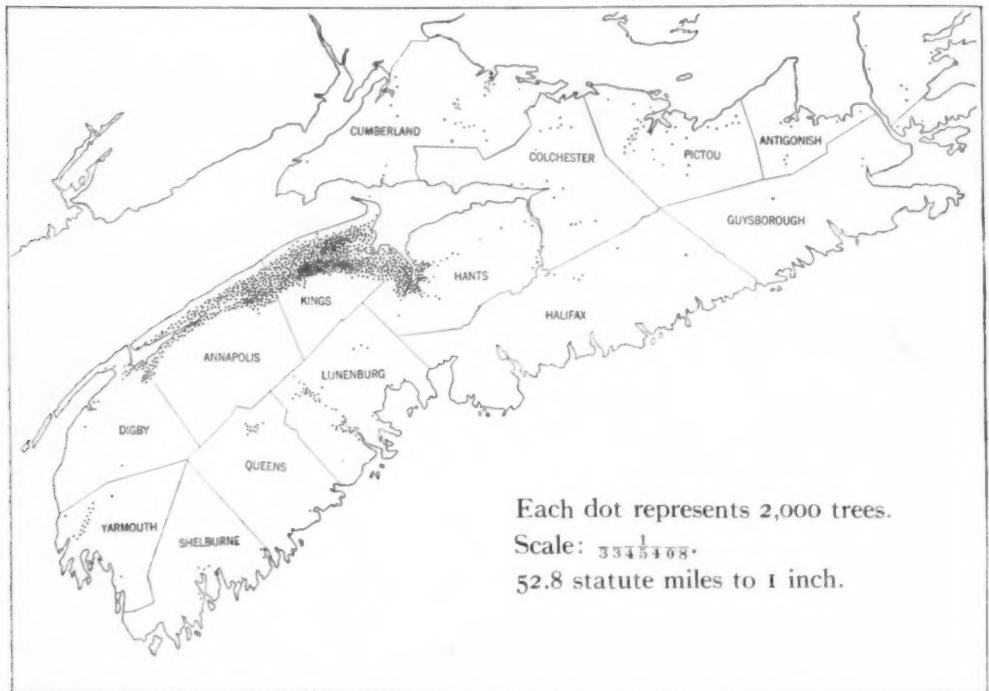 CUMBERLAND
COLCHESTER
PICTOU
ANTIGONISH
GUYSBOROUGH
HANTS
KINGS
HALIFAX
ANNAPOLIS
LUNENBURG
DIGBY
QUEENS
YARMOUTH
SHELBURNE
Each dot represents 2,000 trees.
Scale: 1/3345408.
52.8 statute miles to 1 inch.